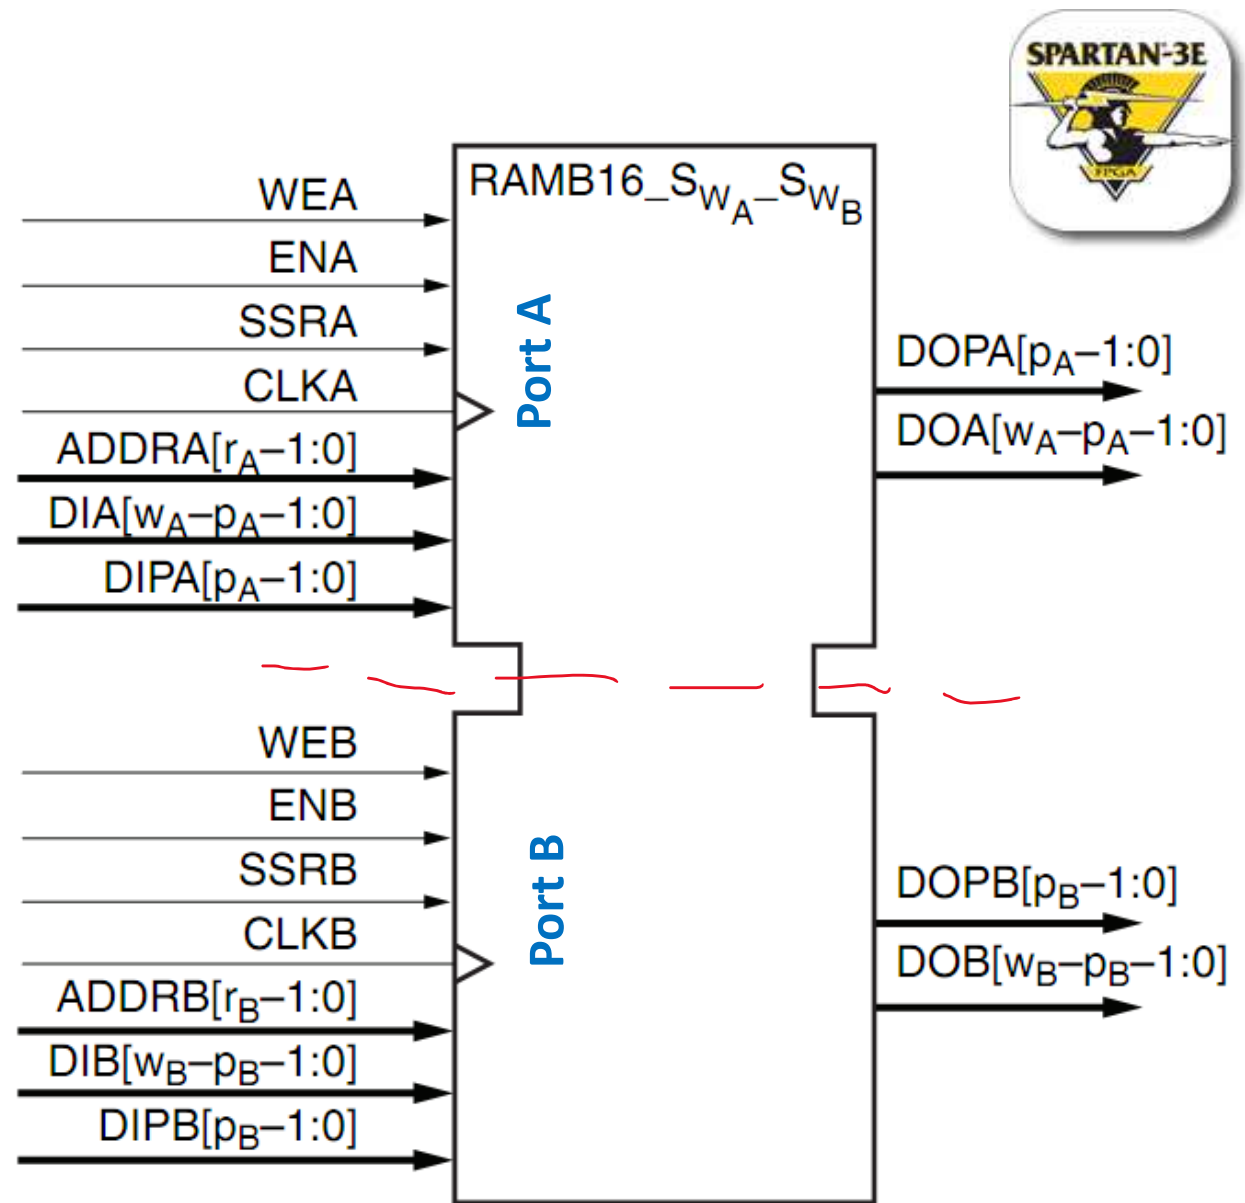 SPARTAN-3E
FPGA
RAMB16_SWA_SWB
WEA
ENA
SSRA
CLKA
ADDRA[rA–1:0]
DIA[wA–pA–1:0]
DIPA[pA–1:0]
Port A
DOPA[pA–1:0]
DOA[wA–pA–1:0]
WEB
ENB
SSRB
CLKB
ADDRB[rB–1:0]
DIB[wB–pB–1:0]
DIPB[pB–1:0]
Port B
DOPB[pB–1:0]
DOB[wB–pB–1:0]